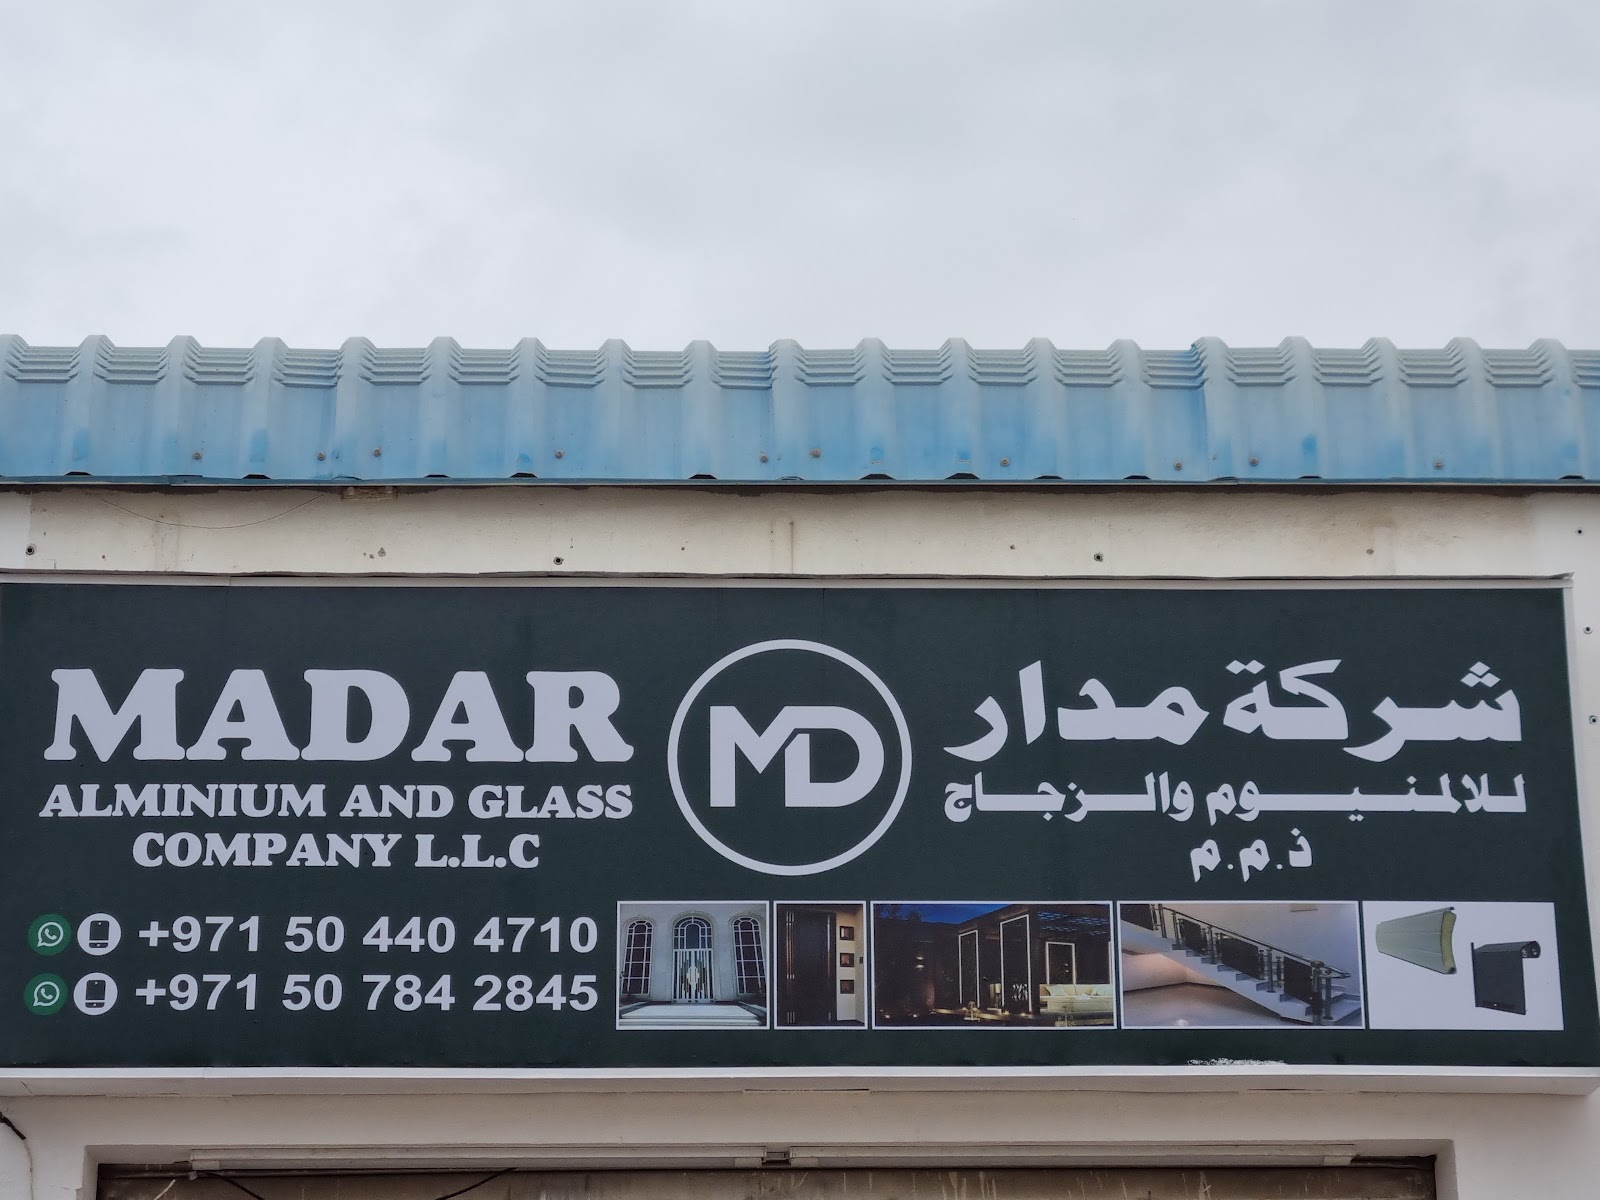 MADAR
ALMINIUM AND GLASS
COMPANY L.L.C
MD
شركة مدار
للالمنيوم والزجاج
ذ.م.م
+971 50 440 4710
+971 50 784 2845